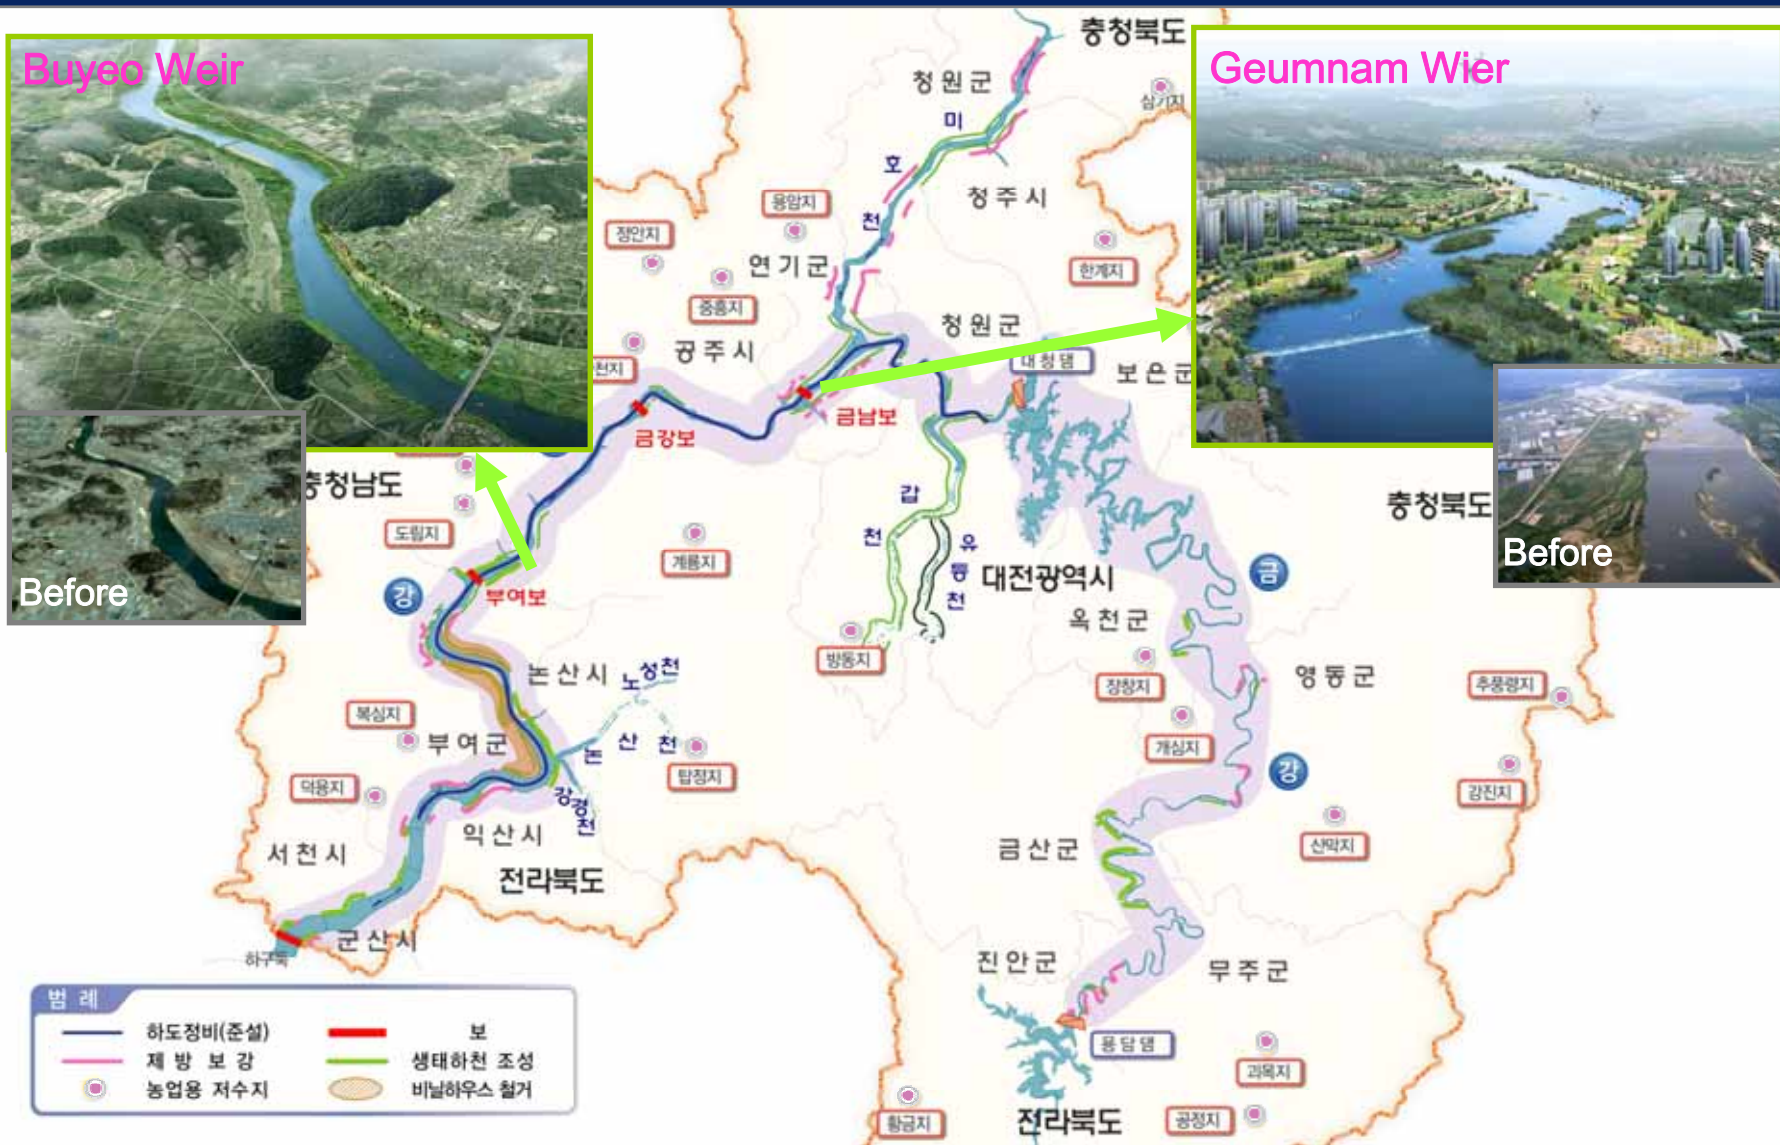 Buyeo Weir
Geumnam Wier
충청북도
청원군
삼기지
미
호
천
청주시
용암지
정안지
연기군
한계지
중흥지
청원군
공주시
천지
대청댐
보은군
금남보
금강보
충청남도
충청북도
갑
천
도림지
계룡지
유
등
천
대전광역시
금
Before
Before
강
부여보
옥천군
방동지
논산시
노성천
장창지
영동군
추풍령지
복심지
부여군
논산천
개심지
탑정지
강
덕용지
강경천
강진지
익산시
서천시
금산군
산막지
전라북도
군산시
하구둑
진안군
무주군
범 례
하도정비(준설)
보
제 방 보 강
생태하천 조성
농업용 저수지
비닐하우스 철거
용담댐
과목지
황금지
전라북도
공정지